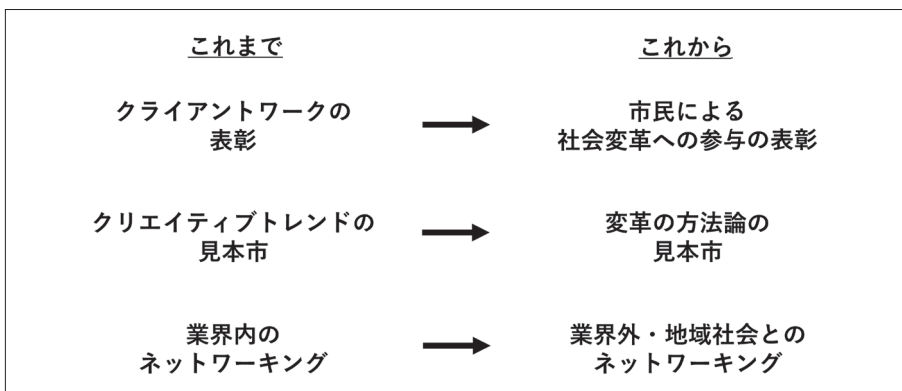 これまで
これから
クライアントワークの
表彰
市民による
社会変革への参与の表彰
クリエイティブトレンドの
見本市
変革の方法論の
見本市
業界内の
ネットワーキング
業界外・地域社会との
ネットワーキング